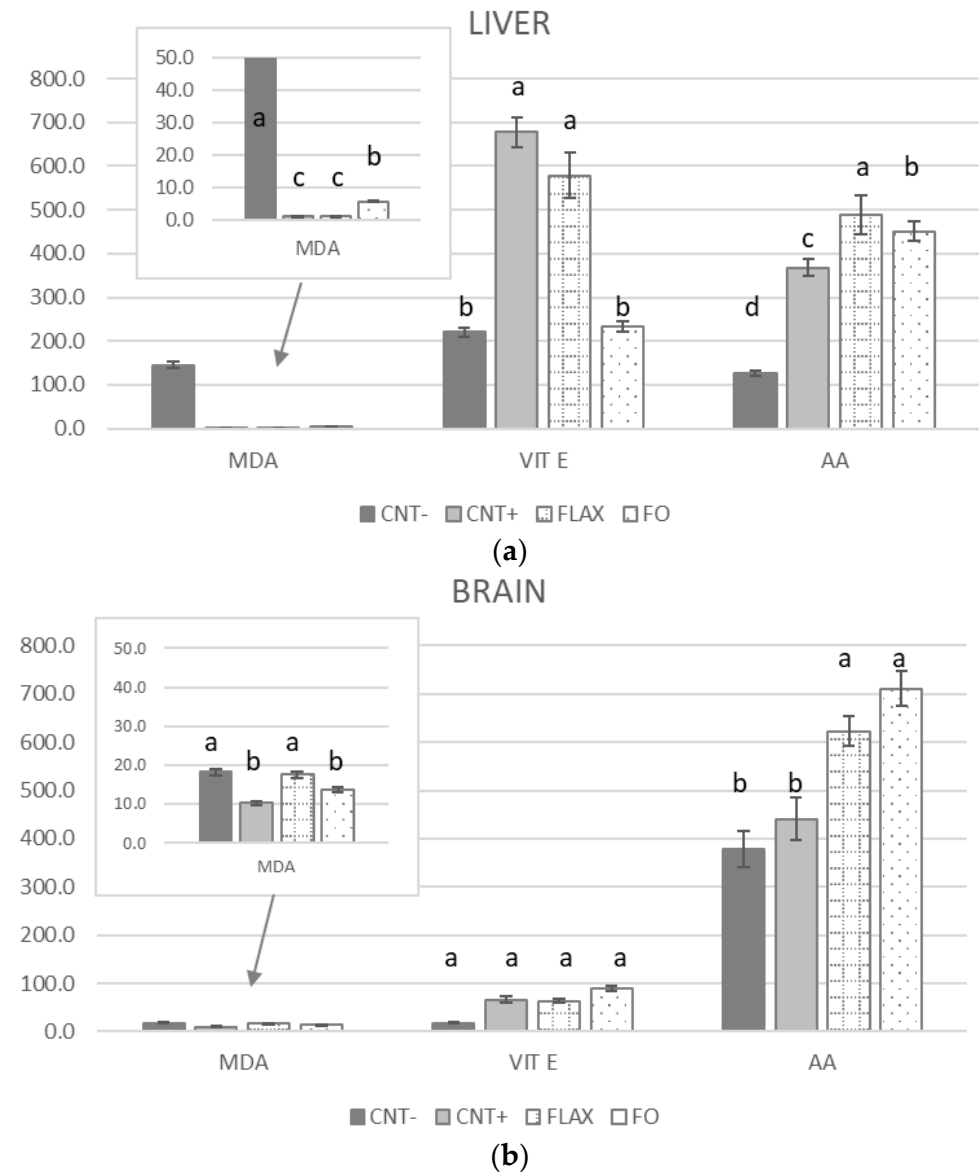 LIVER
50.0
40.0
30.0
20.0
10.0
0.0
a
c c
b
MDA
800.0
700.0
600.0
500.0
400.0
300.0
200.0
100.0
0.0
b a a b
d c a b
MDA VIT E AA
CNT- CNT+ FLAX FO
(a)
BRAIN
50.0
40.0
30.0
20.0
10.0
0.0
a b a b
MDA
800.0
700.0
600.0
500.0
400.0
300.0
200.0
100.0
0.0
a a a a
b b a a
MDA VIT E AA
CNT- CNT+ FLAX FO
(b)